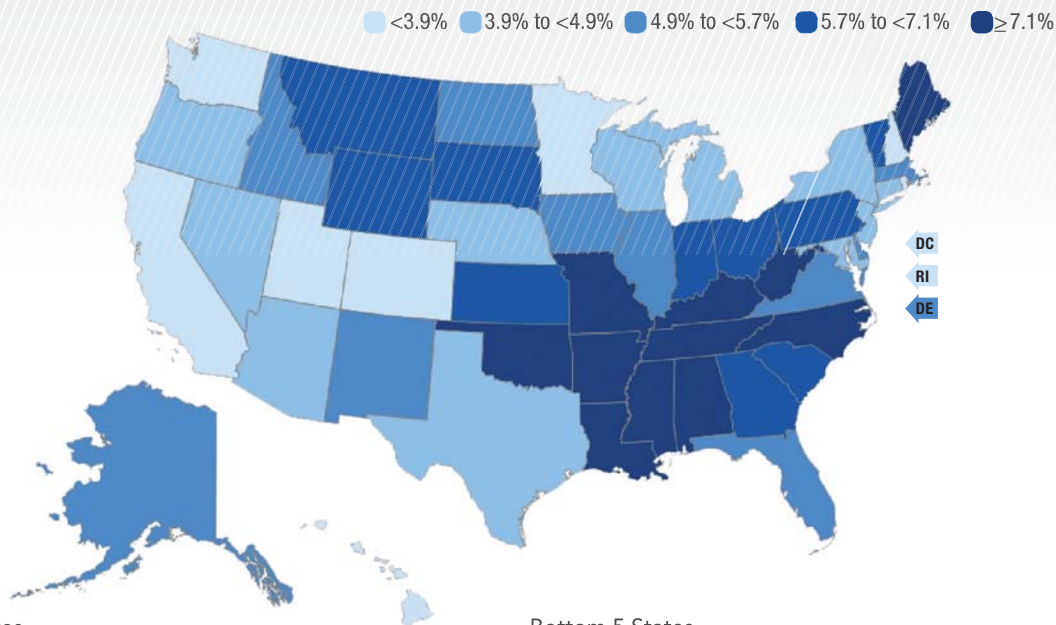 <3.9% 3.9% to <4.9% 4.9% to <5.7% 5.7% to <7.1% ≥7.1%
DC
RI
DE
Bottom 5 States